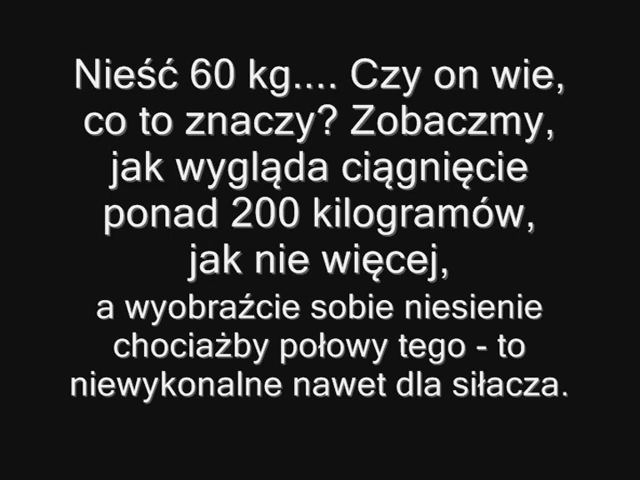 Nieść 60 kg.... Czy on wie,
co to znaczy? Zobaczmy,
jak wygląda ciągnięcie
ponad 200 kilogramów,
jak nie więcej,
a wyobraźcie sobie niesienie
chociażby połowy tego - to
niewykonalne nawet dla siłacza.